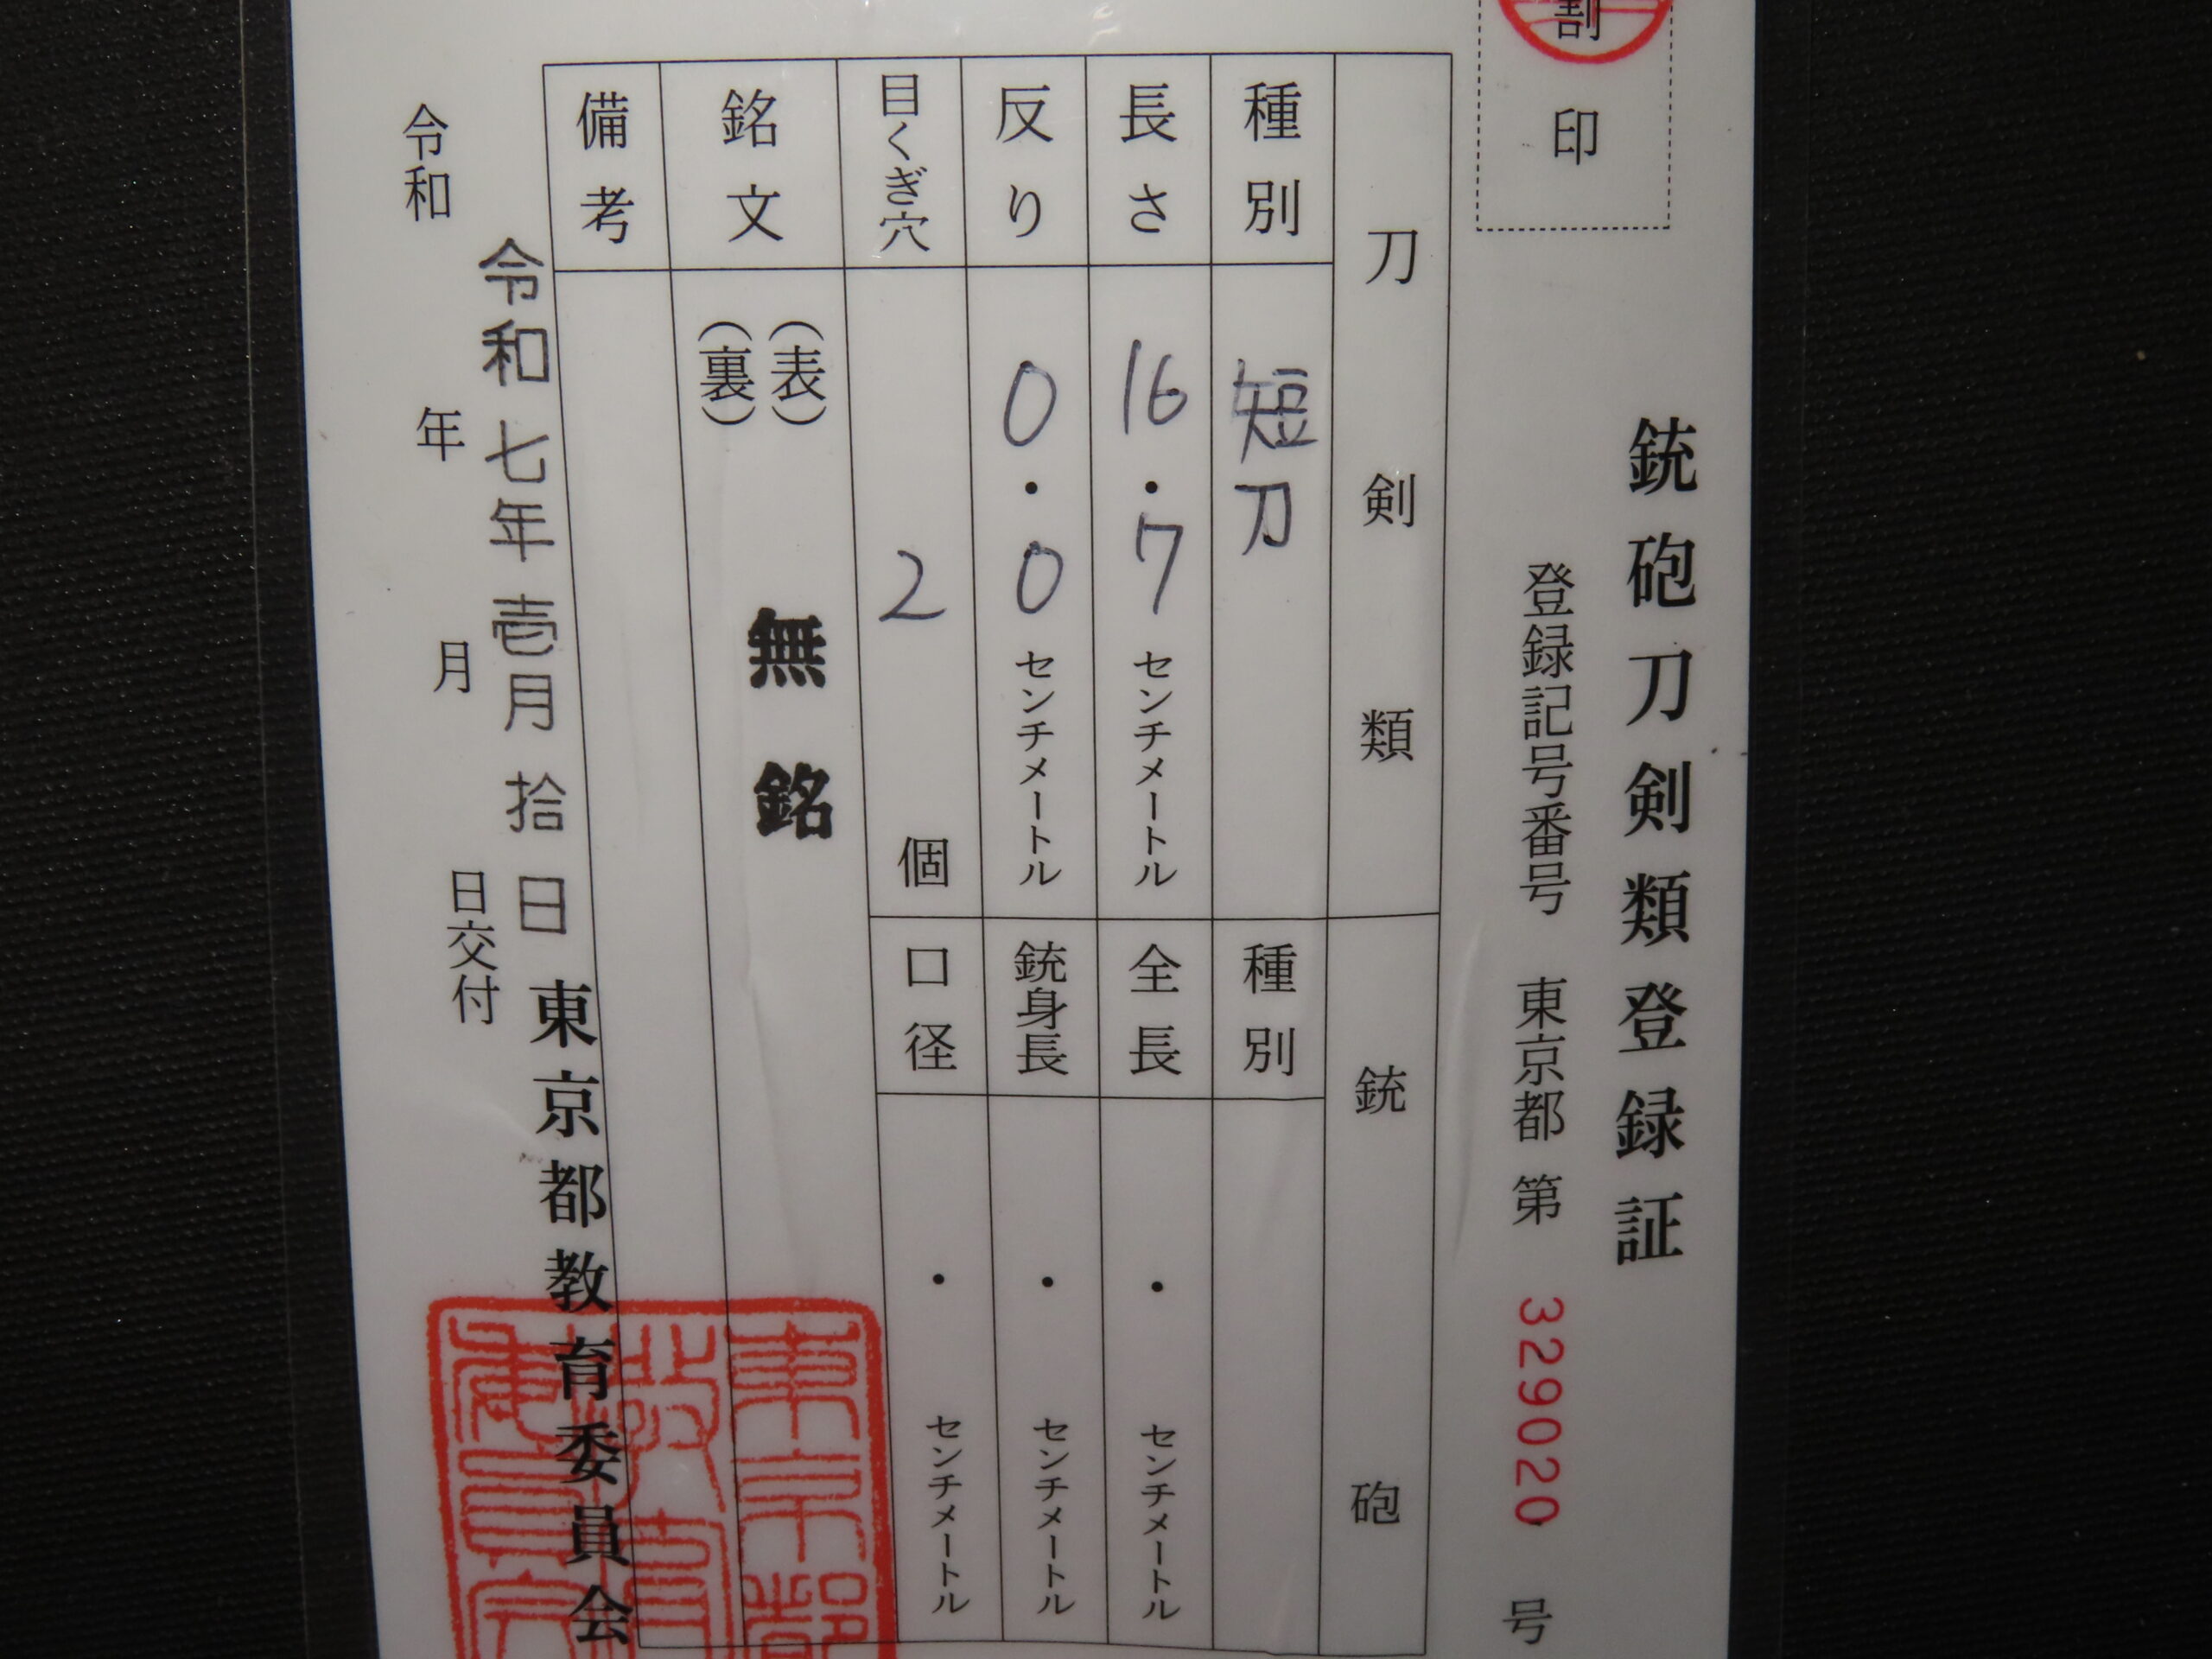 銃砲刀剣類登録証
割印
登録記号番号 東京都 第 329020 号
刀剣類
銃砲
種別 短刀
種別
長さ 16.7 センチメートル
全長 ・ センチメートル
反り 0.0 センチメートル
銃身長 ・ センチメートル
目くぎ穴 2 個
口径 ・ センチメートル
銘文 (表) 無銘
(裏)
備考
令和七年壱月拾日 東京都教育委員会
令和 年 月 日交付